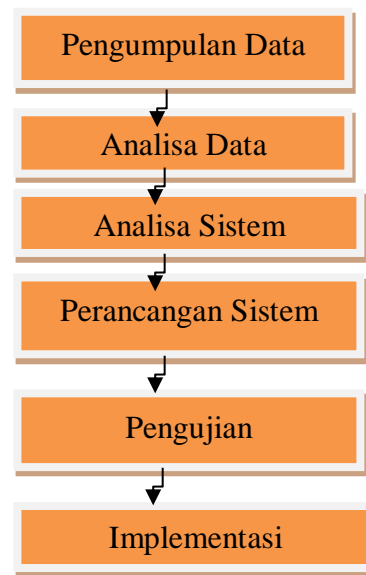 Pengumpulan Data
Analisa Data
Analisa Sistem
Perancangan Sistem
Pengujian
Implementasi